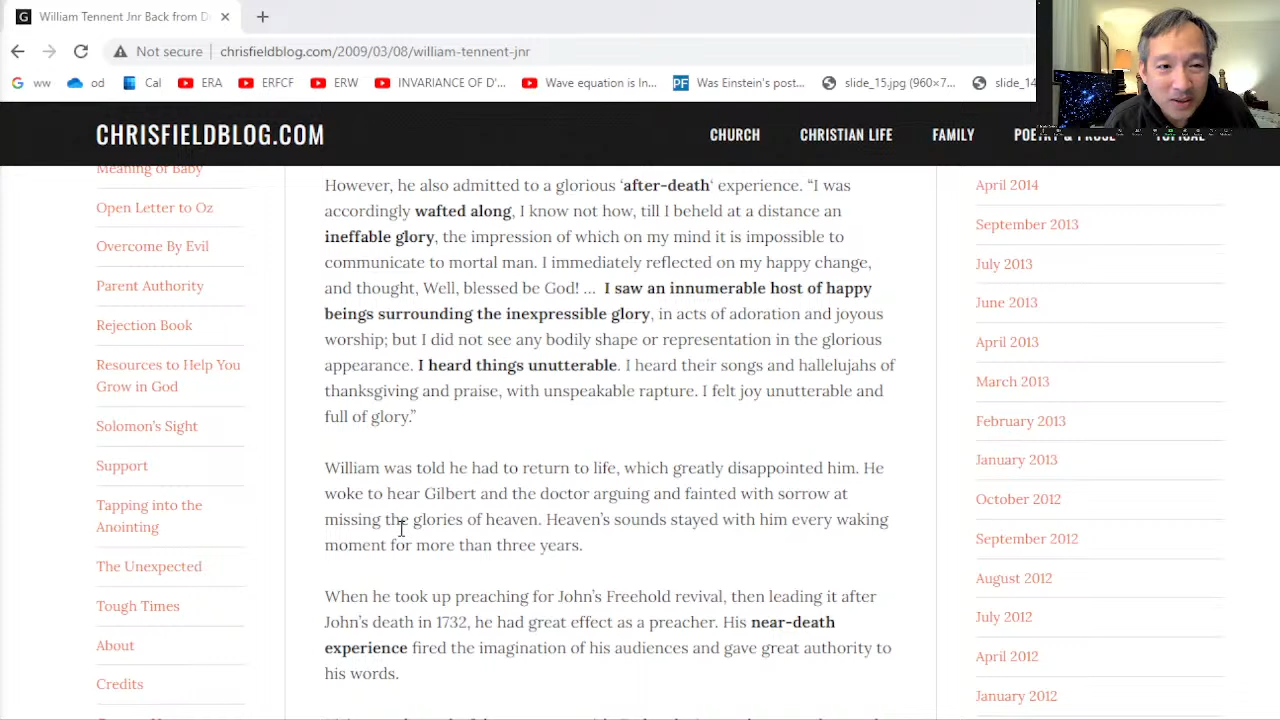 William Tennent Jnr Back from D
Not secure
chrisfieldblog.com/2009/03/08/william-tennent-jnr
ww
od
Cal
ERA
ERFCF
ERW
INVARIANCE OF D'...
Wave equation is In...
Was Einstein's post...
slide_15.jpg (960×7...
slide_14
CHRISFIELDBLOG.COM
CHURCH
CHRISTIAN LIFE
FAMILY
POETRY & PROSE
TOPICAL
Meaning of Baby
Open Letter to Oz
Overcome By Evil
Parent Authority
Rejection Book
Resources to Help You
Grow in God
Solomon's Sight
Support
Tapping into the
Anointing
The Unexpected
Tough Times
About
Credits
However, he also admitted to a glorious ‘after-death‘ experience. “I was
accordingly wafted along, I know not how, till I beheld at a distance an
ineffable glory, the impression of which on my mind it is impossible to
communicate to mortal man. I immediately reflected on my happy change,
and thought, Well, blessed be God! … I saw an innumerable host of happy
beings surrounding the inexpressible glory, in acts of adoration and joyous
worship; but I did not see any bodily shape or representation in the glorious
appearance. I heard things unutterable. I heard their songs and hallelujahs of
thanksgiving and praise, with unspeakable rapture. I felt joy unutterable and
full of glory.”
William was told he had to return to life, which greatly disappointed him. He
woke to hear Gilbert and the doctor arguing and fainted with sorrow at
missing the glories of heaven. Heaven’s sounds stayed with him every waking
moment for more than three years.
When he took up preaching for John’s Freehold revival, then leading it after
John’s death in 1732, he had great effect as a preacher. His near-death
experience fired the imagination of his audiences and gave great authority to
his words.
April 2014
September 2013
July 2013
June 2013
April 2013
March 2013
February 2013
January 2013
October 2012
September 2012
August 2012
July 2012
April 2012
January 2012